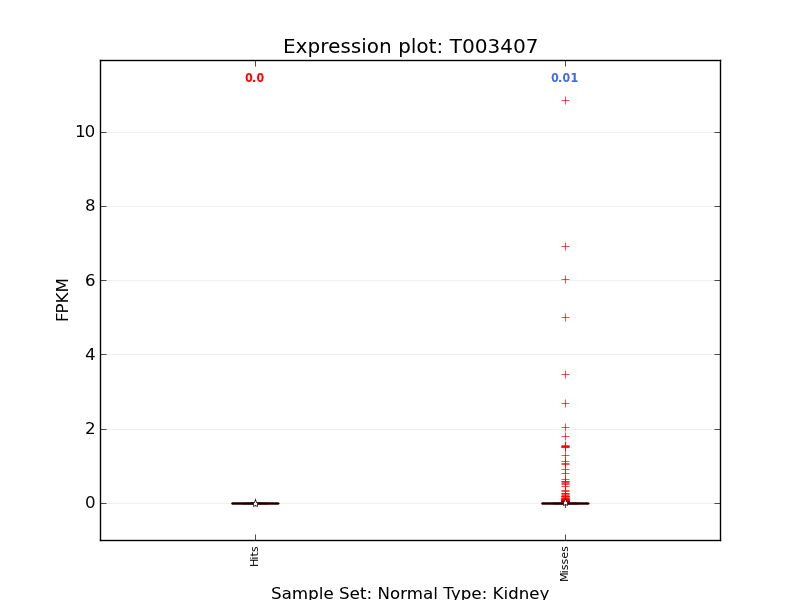 Expression plot: T003407
0.0
0.01
10
8
6
4
2
0
FPKM
Hits
Misses
Sample Set: Normal Type: Kidney